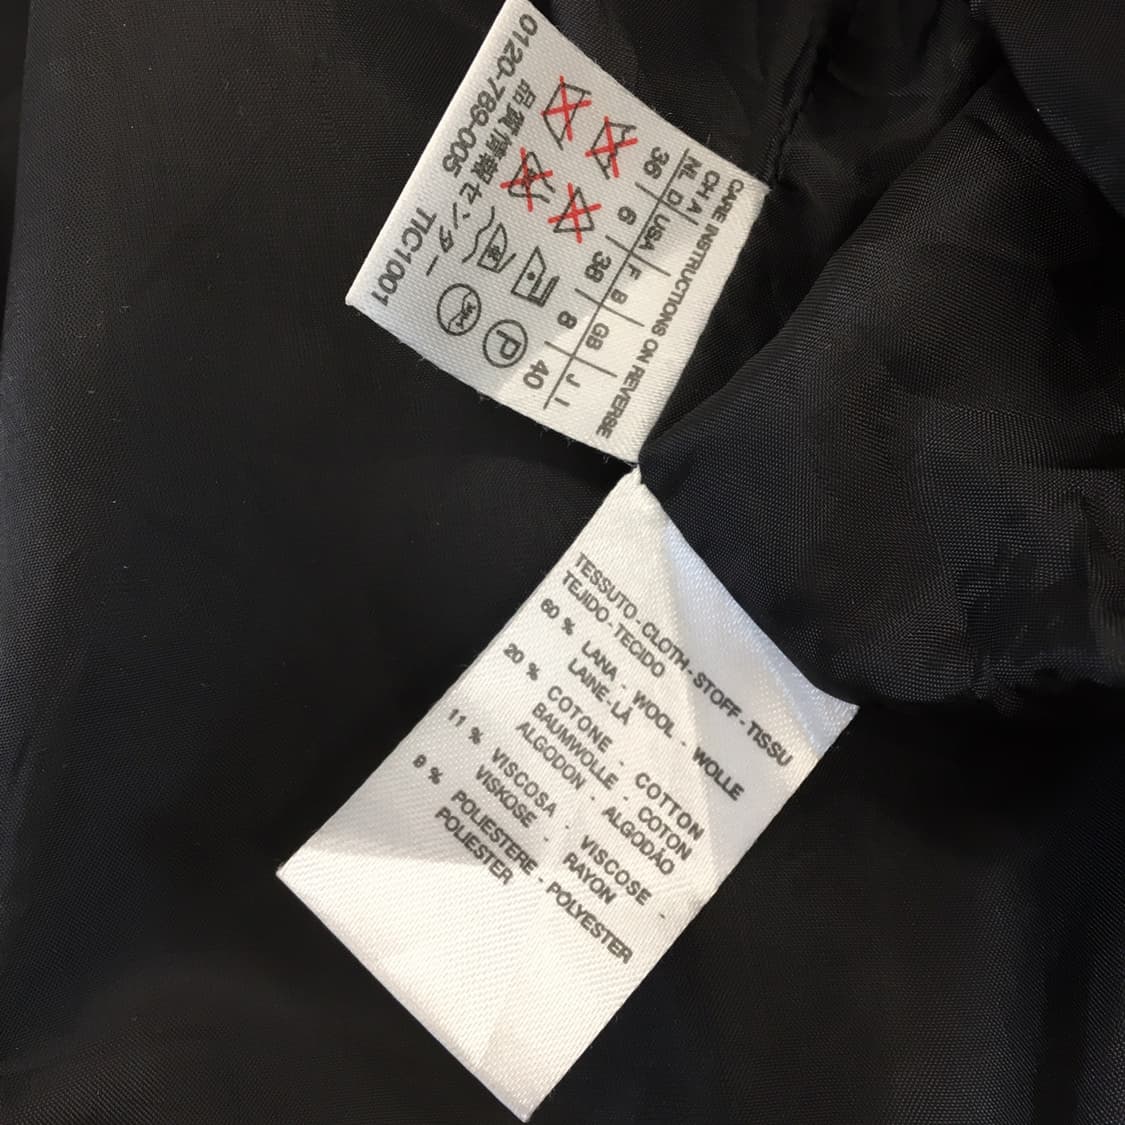 CARE INSTRUCTIONS ON REVERSE
CH A
NL D USA F B GB J I
36 6 38 8 40
P
0120-789-005
品質情報センター
TIC1001
TESSUTO - CLOTH - STOFF - TISSU
TEJIDO - TECIDO
60 % LANA - WOOL - WOLLE
LAINE - LÁ
20 % COTONE - COTTON
BAUMWOLLE - COTON
ALGODON - ALGODÃO
11 % VISCOSA - VISCOSE -
VISKOSE - RAYON
9 % POLIESTERE - POLYESTER
POLIESTER